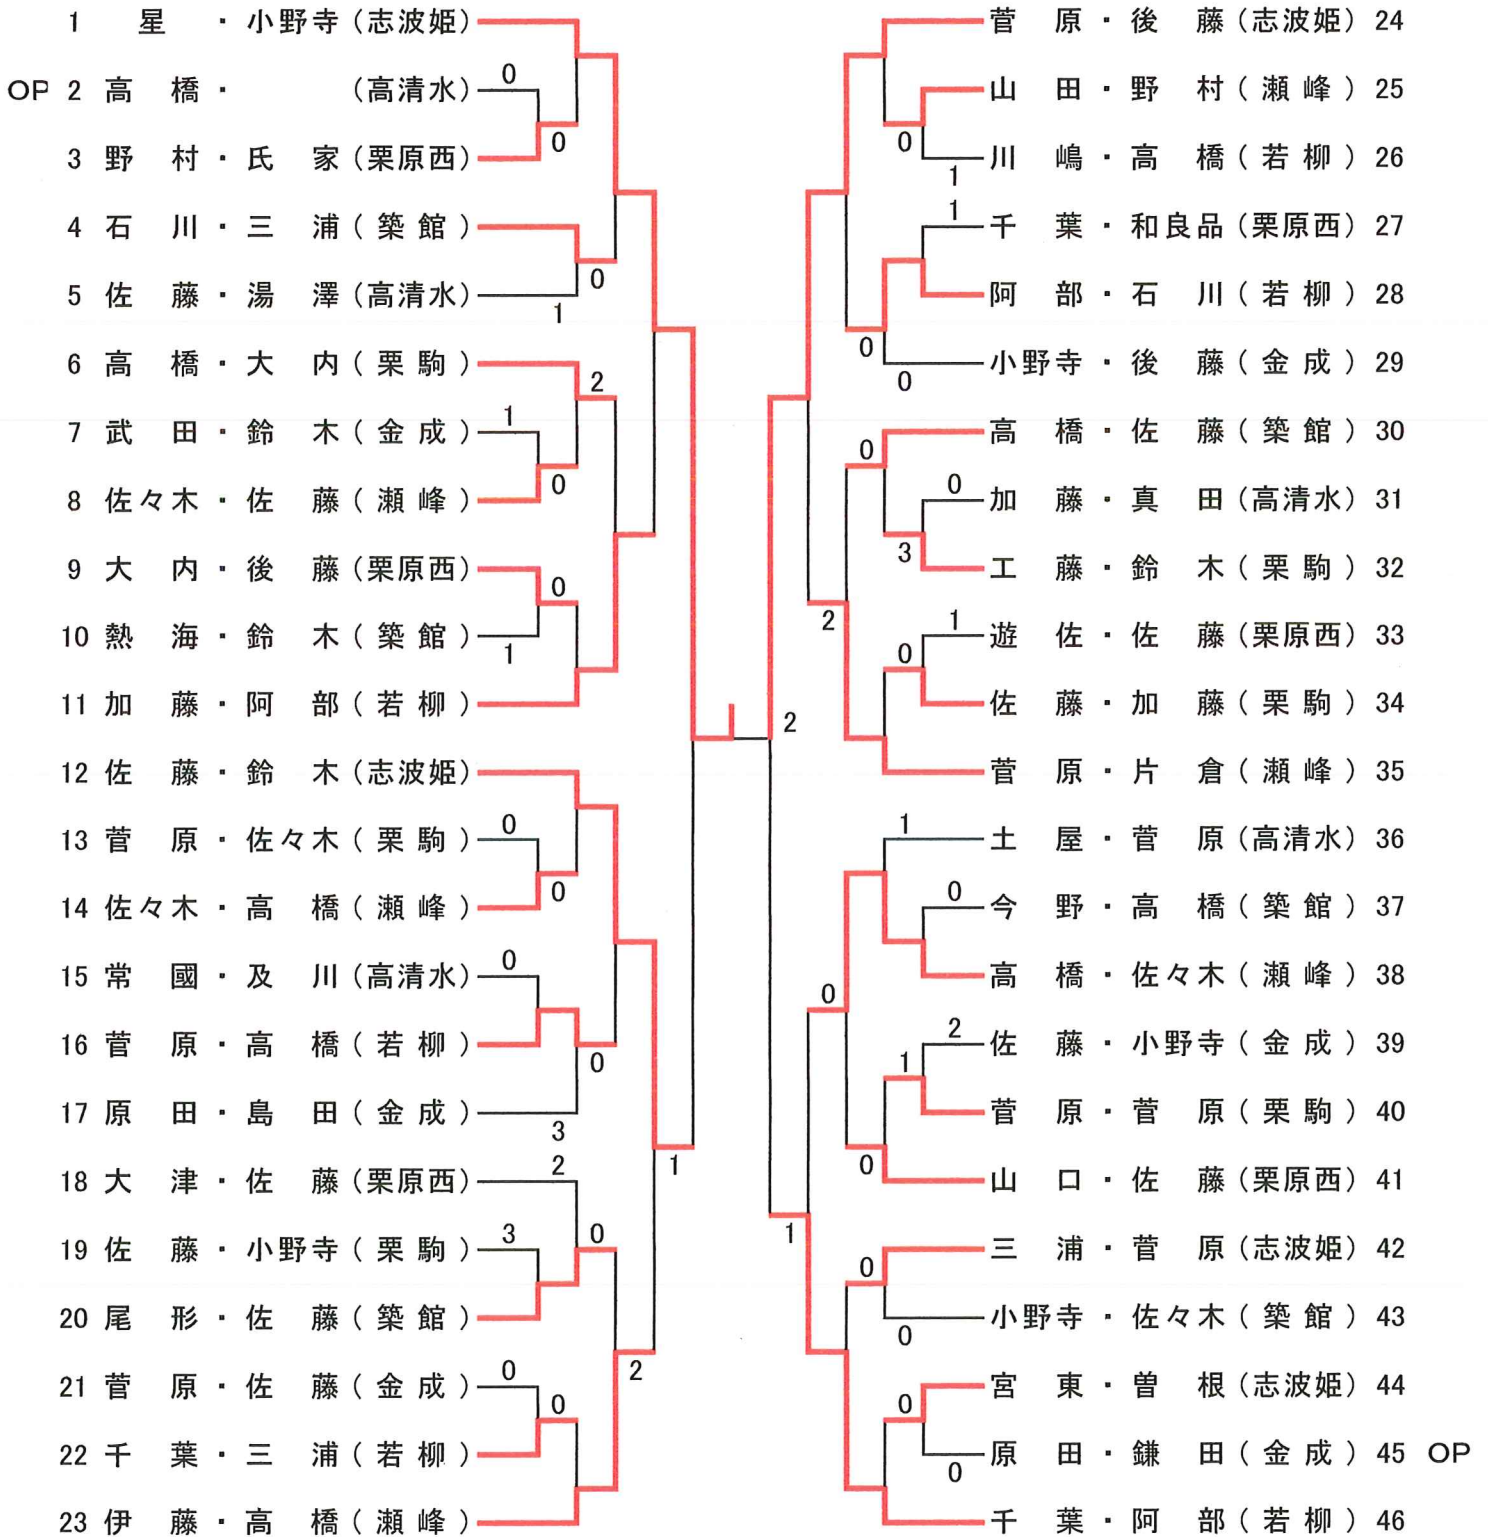 1 星 ・小野寺(志波姫)
0
OP 2 高 橋・ (高清水)
0
3 野 村・氏 家(栗原西)
4 石 川・三 浦(築 館)
0
5 佐 藤・湯 澤(高清水)
1
6 高 橋・大 内(栗 駒)
2
1
7 武 田・鈴 木(金 成)
0
8 佐々木・佐 藤(瀬 峰)
9 大 内・後 藤(栗原西)
0
10 熱 海・鈴 木(築 館)
1
11 加 藤・阿 部(若 柳)
12 佐 藤・鈴 木(志波姫)
0
13 菅 原・佐々木(栗 駒)
0
14 佐々木・高 橋(瀬 峰)
0
15 常 國・及 川(高清水)
16 菅 原・高 橋(若 柳)
0
17 原 田・島 田(金 成)
3
2
1
18 大 津・佐 藤(栗原西)
3
0
19 佐 藤・小野寺(栗 駒)
20 尾 形・佐 藤(築 館)
0
2
21 菅 原・佐 藤(金 成)
0
22 千 葉・三 浦(若 柳)
23 伊 藤・高 橋(瀬 峰)
2
菅 原・後 藤(志波姫) 24
山 田・野 村(瀬 峰) 25
0
川 嶋・高 橋(若 柳) 26
1
1
千 葉・和良品(栗原西) 27
阿 部・石 川(若 柳) 28
0
小野寺・後 藤(金 成) 29
0
高 橋・佐 藤(築 館) 30
0
0
加 藤・真 田(高清水) 31
3
工 藤・鈴 木(栗 駒) 32
2
1
遊 佐・佐 藤(栗原西) 33
0
佐 藤・加 藤(栗 駒) 34
菅 原・片 倉(瀬 峰) 35
1
土 屋・菅 原(高清水) 36
0
今 野・高 橋(築 館) 37
高 橋・佐々木(瀬 峰) 38
0
2
佐 藤・小野寺(金 成) 39
1
菅 原・菅 原(栗 駒) 40
0
山 口・佐 藤(栗原西) 41
1
三 浦・菅 原(志波姫) 42
0
小野寺・佐々木(築 館) 43
0
宮 東・曽 根(志波姫) 44
0
原 田・鎌 田(金 成) 45 OP
0
千 葉・阿 部(若 柳) 46